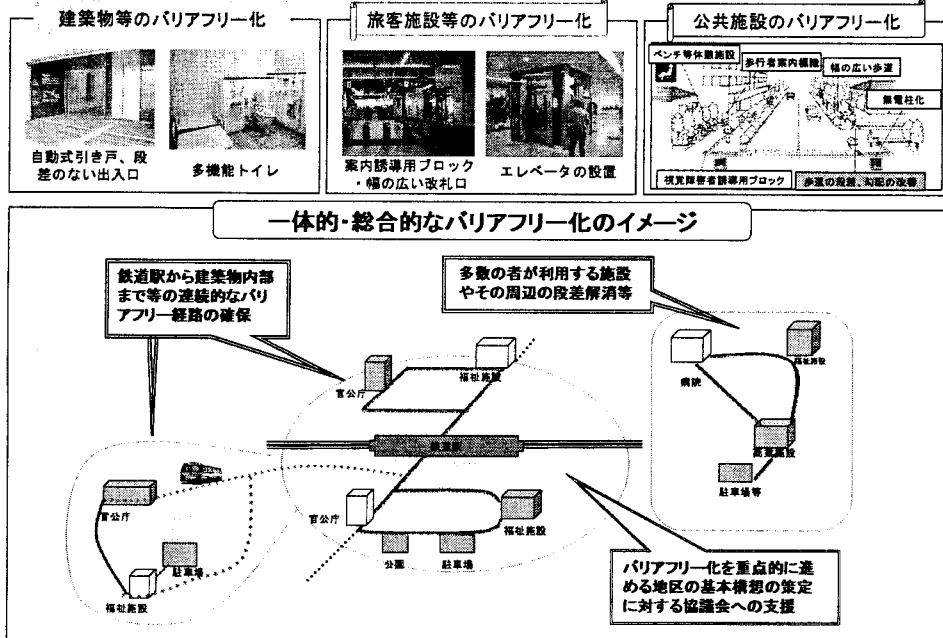 建築物等のバリアフリー化
自動式引き戸、段
差のない出入口
多機能トイレ
旅客施設等のバリアフリー化
案内誘導用ブロック
・幅の広い改札口
エレベータの設置
公共施設のバリアフリー化
ベンチ等休憩施設
歩行者案内標識
幅の広い歩道
無電柱化
視覚障害者誘導用ブロック
歩道の段差、勾配の改善
一体的・総合的なバリアフリー化のイメージ
鉄道駅から建築物内部
まで等の連続的なバリ
アフリー経路の確保
多数の者が利用する施設
やその周辺の段差解消等
官公庁
福祉施設
病院
福祉施設
商業施設
駐車場等
官公庁
駐車場
福祉施設
官公庁
福祉施設
公園
駐車場
バリアフリー化を重点的に進
める地区の基本構想の策定
に対する協議会への支援